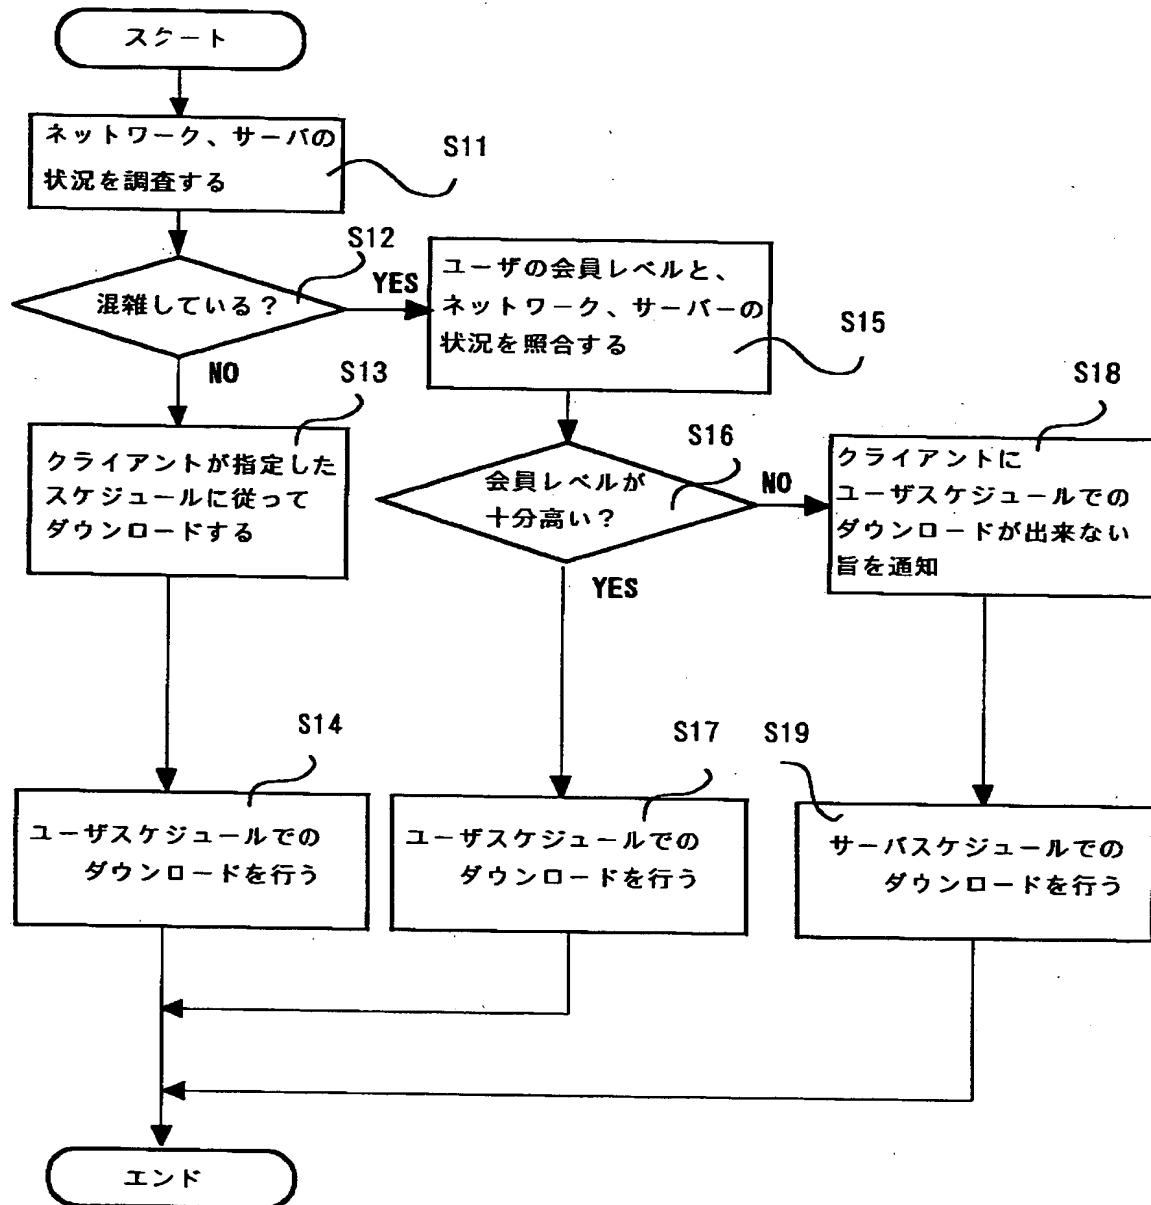 スタート
ネットワーク、サーバの
状況を調査する
S11
S12
混雑している？
YES
NO
ユーザの会員レベルと、
ネットワーク、サーバーの
状況を照合する
S15
S13
クライアントが指定した
スケジュールに従って
ダウンロードする
S16
会員レベルが
十分高い？
NO
YES
S18
クライアントに
ユーザスケジュールでの
ダウンロードが出来ない
旨を通知
S14
ユーザスケジュールでの
ダウンロードを行う
S17
ユーザスケジュールでの
ダウンロードを行う
S19
サーバスケジュールでの
ダウンロードを行う
エンド